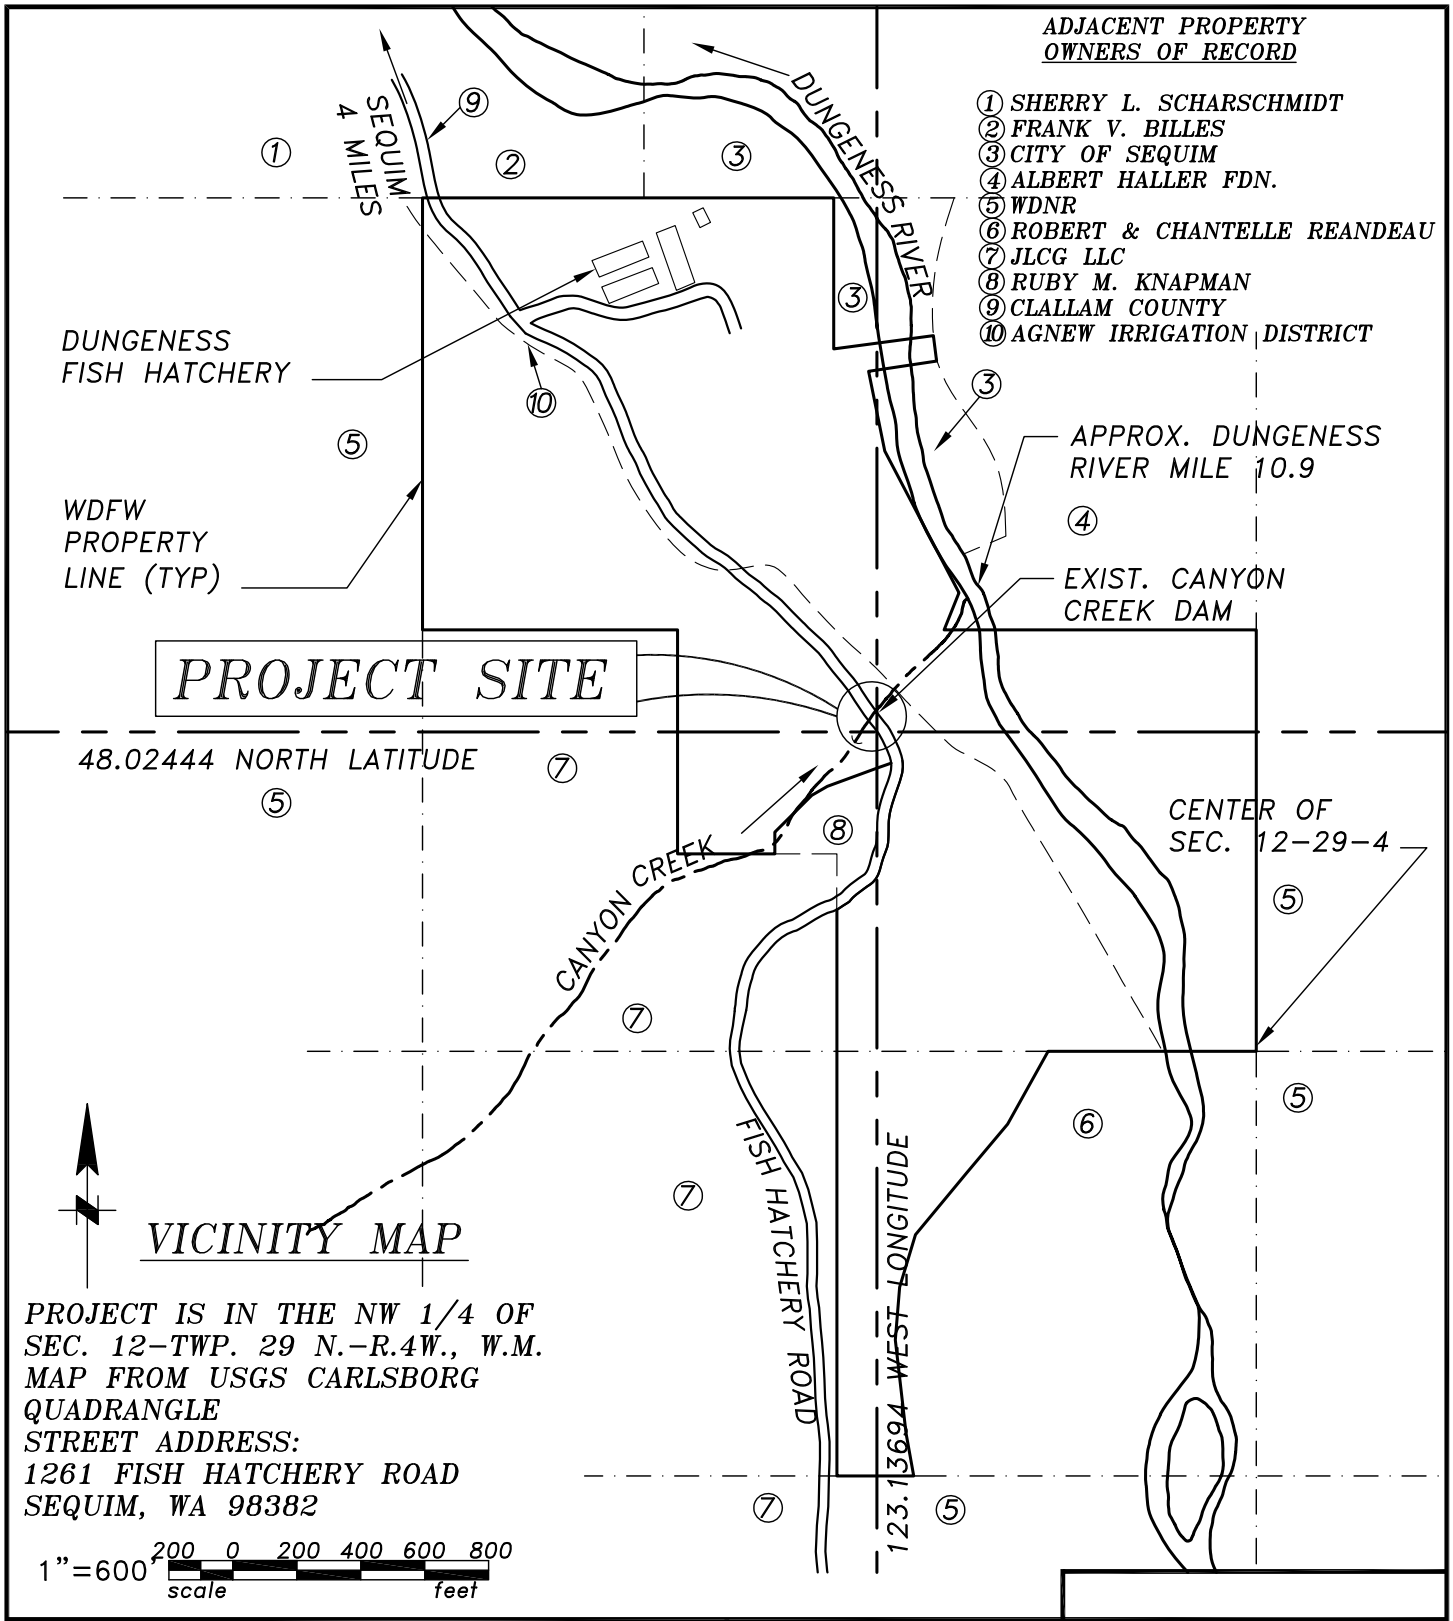 ADJACENT PROPERTY
OWNERS OF RECORD
① SHERRY L. SCHARSCHMIDT
② FRANK V. BILLES
③ CITY OF SEQUIM
④ ALBERT HALLER FDN.
⑤ WDNR
⑥ ROBERT & CHANTELLE REANDEAU
⑦ JLCG LLC
⑧ RUBY M. KNAPMAN
⑨ CLALLAM COUNTY
⑩ AGNEW IRRIGATION DISTRICT
SEQUIM
4 MILES
⑨
①
②
③
DUNGENESS RIVER
③
DUNGENESS
FISH HATCHERY
⑩
③
⑤
APPROX. DUNGENESS
RIVER MILE 10.9
WDFW
PROPERTY
LINE (TYP)
④
EXIST. CANYON
CREEK DAM
PROJECT SITE
48.02444 NORTH LATITUDE
⑦
⑤
CENTER OF
SEC. 12-29-4
⑧
CANYON CREEK
⑤
⑦
⑤
⑥
FISH HATCHERY ROAD
123.13694 WEST LONGITUDE
⑦
VICINITY MAP
PROJECT IS IN THE NW 1/4 OF
SEC. 12-TWP. 29 N.-R.4W., W.M.
MAP FROM USGS CARLSBORG
QUADRANGLE
STREET ADDRESS:
1261 FISH HATCHERY ROAD
SEQUIM, WA 98382
⑦
⑤
1"=600'
200 0 200 400 600 800
scale feet